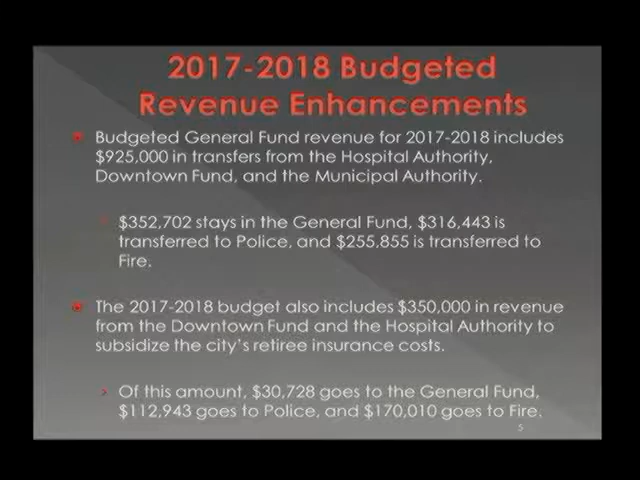 2017-2018 Budgeted
Revenue Enhancements
Budgeted General Fund revenue for 2017-2018 includes
$925,000 in transfers from the Hospital Authority,
Downtown Fund, and the Municipal Authority.
$352,702 stays in the General Fund, $316,443 is
transferred to Police, and $255,855 is transferred to
Fire.
The 2017-2018 budget also includes $350,000 in revenue
from the Downtown Fund and the Hospital Authority to
subsidize the city's retiree insurance costs.
Of this amount, $30,728 goes to the General Fund,
$112,943 goes to Police, and $170,010 goes to Fire.
5